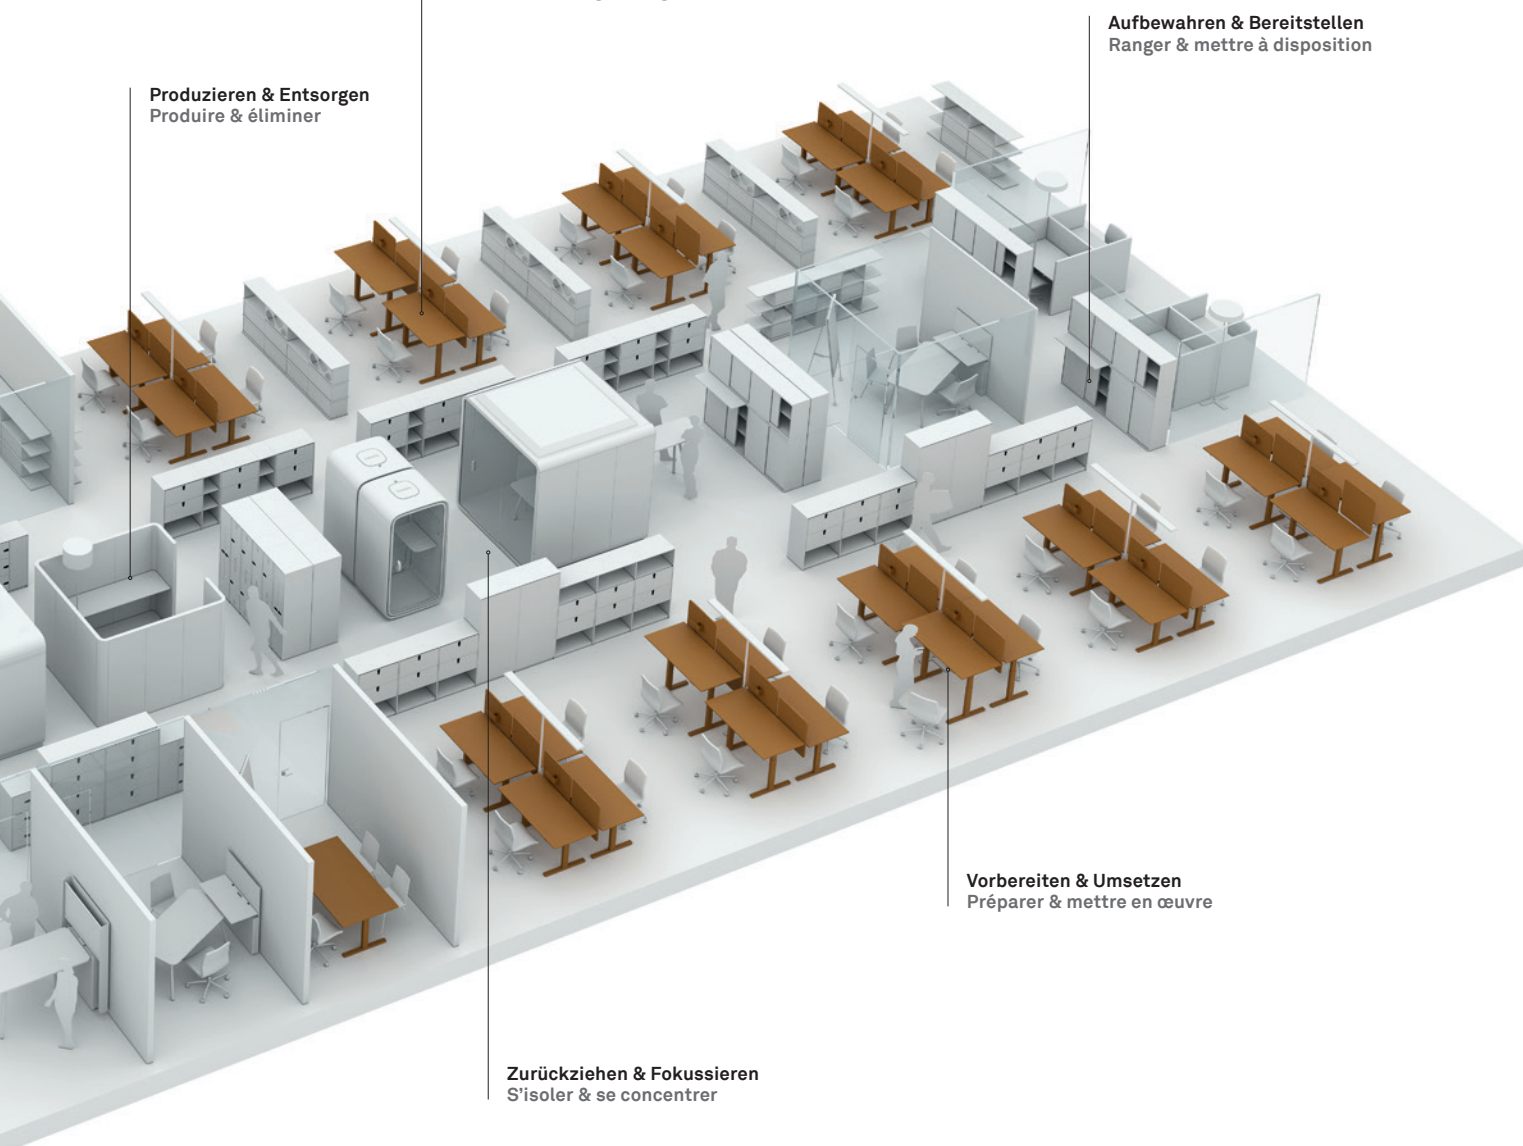 Aufbewahren & Bereitstellen
Ranger & mettre à disposition
Produzieren & Entsorgen
Produire & éliminer
Vorbereiten & Umsetzen
Préparer & mettre en œuvre
Zurückziehen & Fokussieren
S'isoler & se concentrer